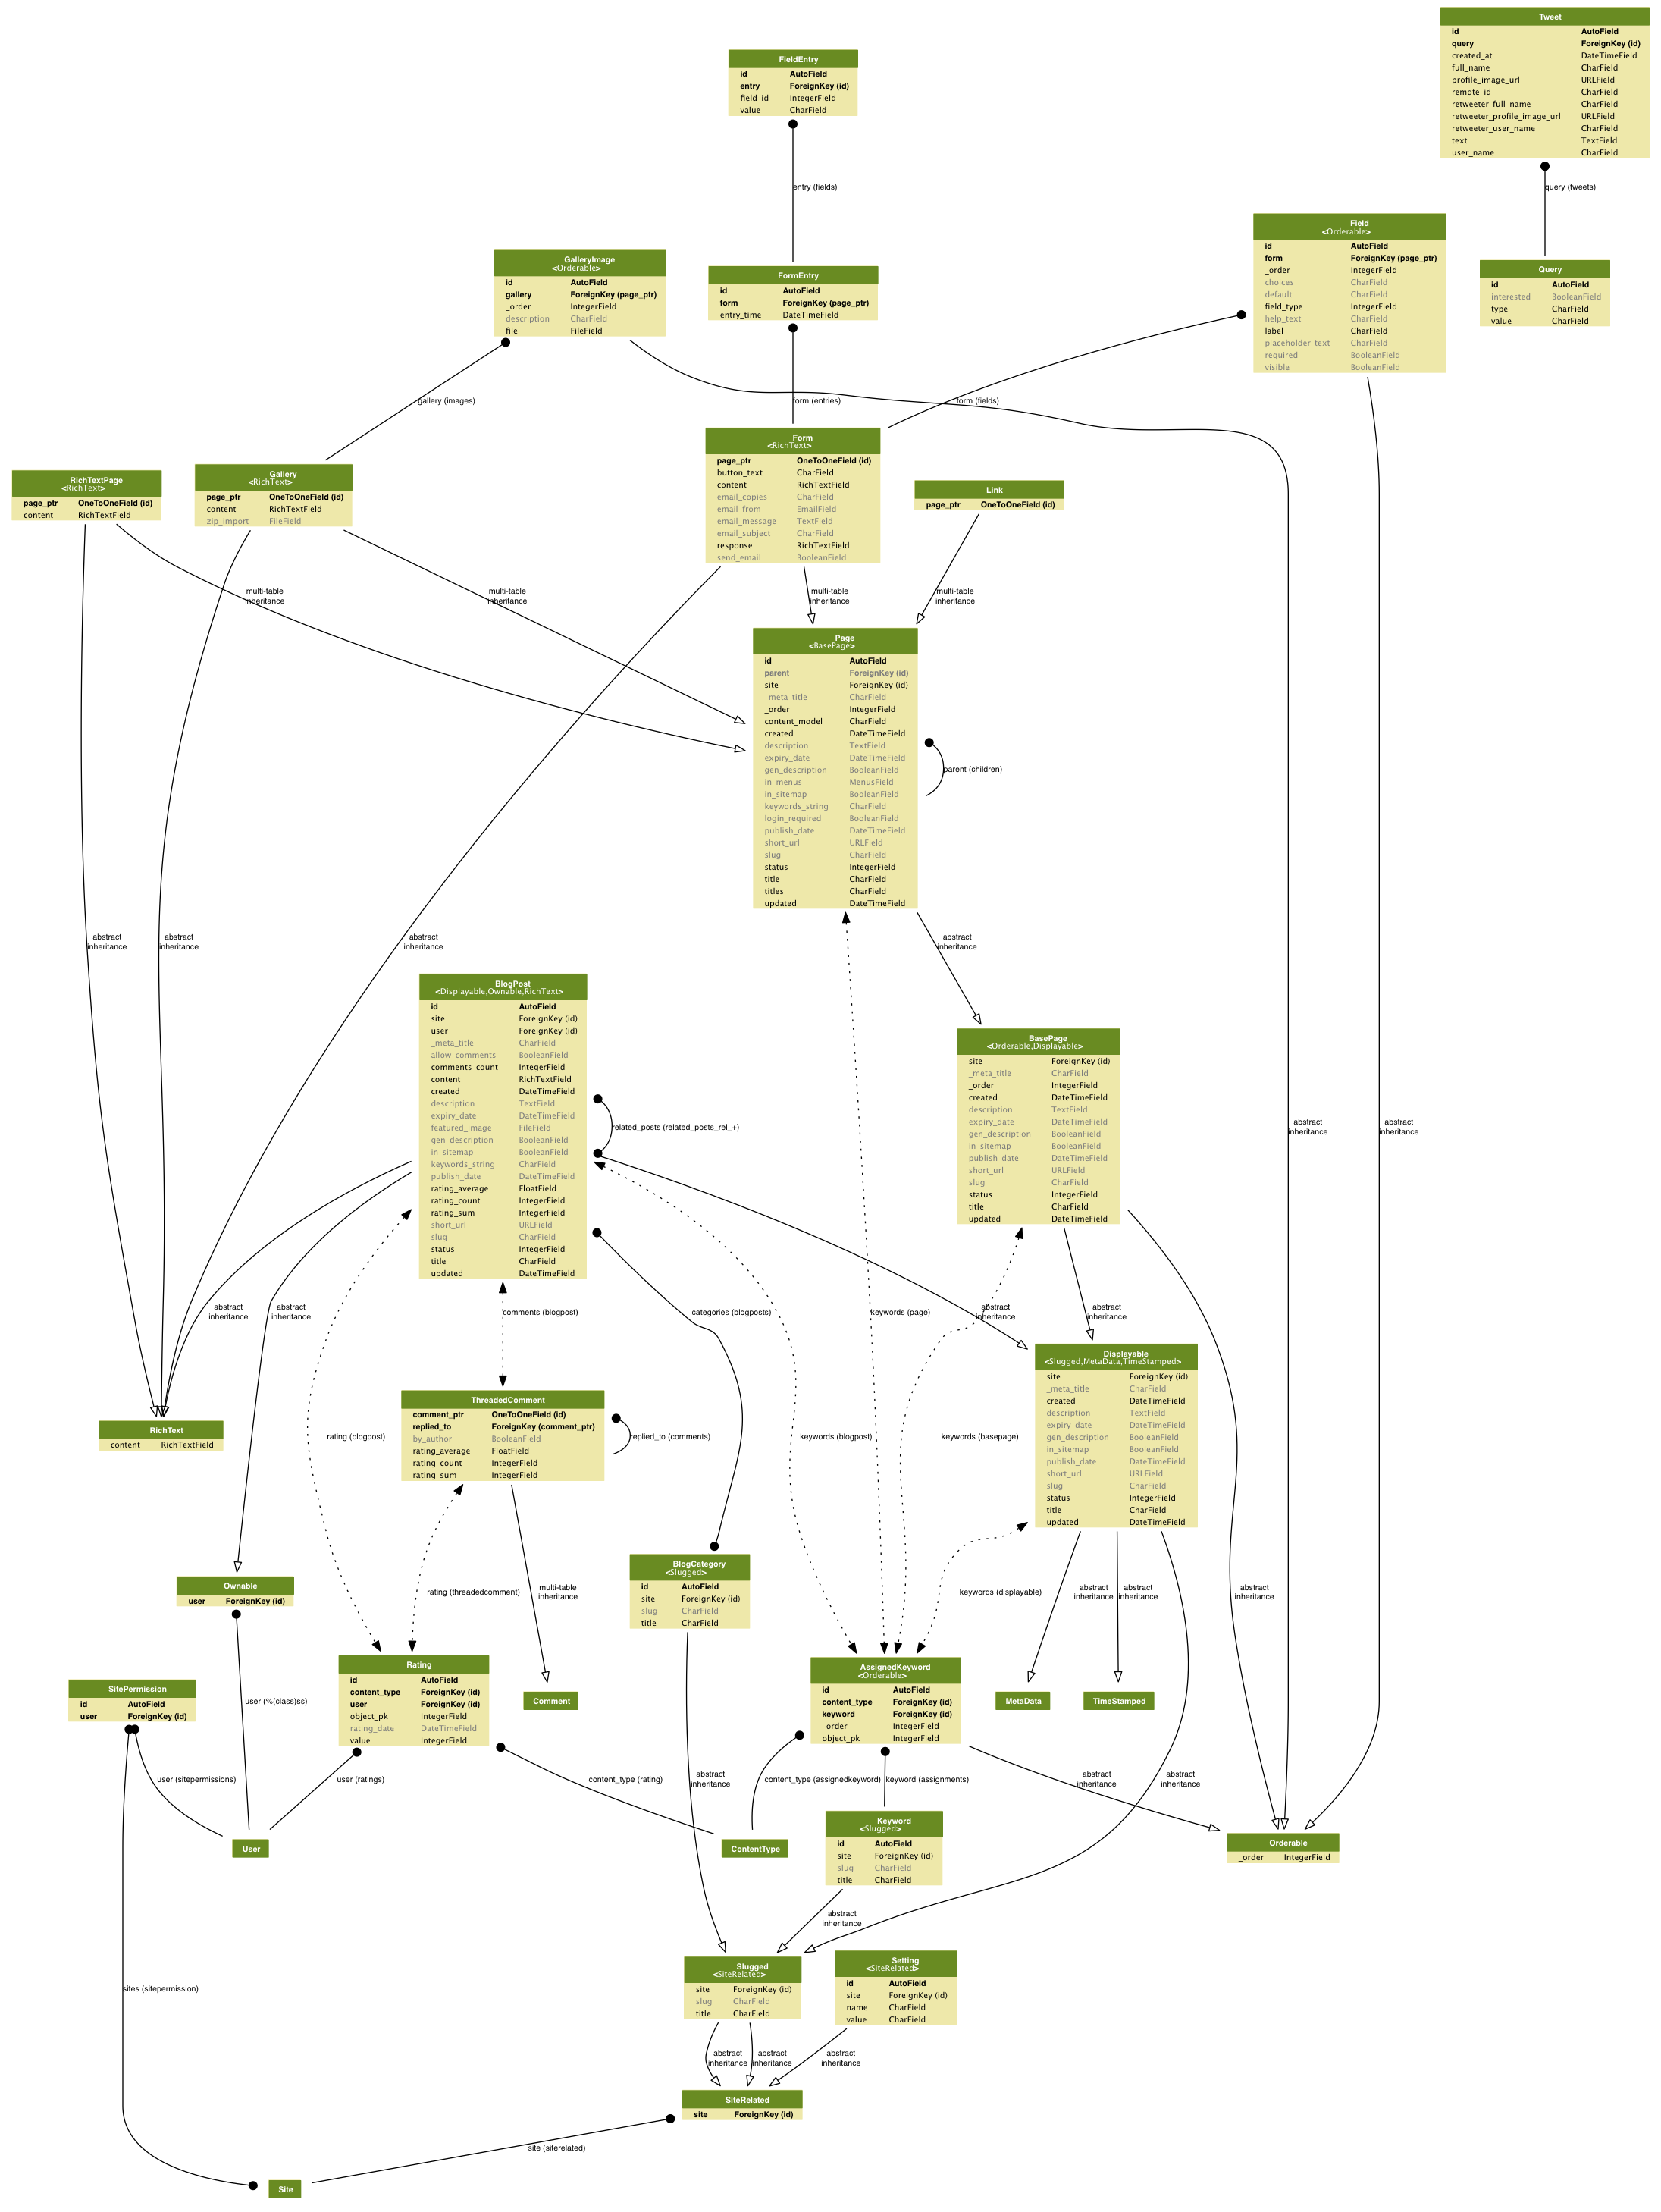 Tweet
id AutoField
query ForeignKey (id)
created_at DateTimeField
full_name CharField
profile_image_url URLField
remote_id CharField
retweeter_full_name CharField
retweeter_profile_image_url URLField
retweeter_user_name CharField
text TextField
user_name CharField
FieldEntry
id AutoField
entry ForeignKey (id)
field_id IntegerField
value CharField
entry (fields)
query (tweets)
Field
<Orderable>
id AutoField
form ForeignKey (page_ptr)
_order IntegerField
choices CharField
default CharField
field_type IntegerField
help_text CharField
label CharField
placeholder_text CharField
required BooleanField
visible BooleanField
GalleryImage
<Orderable>
id AutoField
gallery ForeignKey (page_ptr)
_order IntegerField
description CharField
file FileField
FormEntry
id AutoField
form ForeignKey (page_ptr)
entry_time DateTimeField
Query
id AutoField
interested BooleanField
type CharField
value CharField
gallery (images)
form (entries)
form (fields)
RichTextPage
<RichText>
page_ptr OneToOneField (id)
content RichTextField
Gallery
<RichText>
page_ptr OneToOneField (id)
content RichTextField
zip_import FileField
Form
<RichText>
page_ptr OneToOneField (id)
button_text CharField
content RichTextField
email_copies CharField
email_from EmailField
email_message TextField
email_subject CharField
response RichTextField
send_email BooleanField
Link
page_ptr OneToOneField (id)
multi-table
inheritance
multi-table
inheritance
multi-table
inheritance
multi-table
inheritance
Page
<BasePage>
id AutoField
parent ForeignKey (id)
site ForeignKey (id)
_meta_title CharField
_order IntegerField
content_model CharField
created DateTimeField
description TextField
expiry_date DateTimeField
gen_description BooleanField
in_menus MenusField
in_sitemap BooleanField
keywords_string CharField
login_required BooleanField
publish_date DateTimeField
short_url URLField
slug CharField
status IntegerField
title CharField
titles CharField
updated DateTimeField
parent (children)
abstract
inheritance
abstract
inheritance
abstract
inheritance
abstract
inheritance
BlogPost
<Displayable,Ownable,RichText>
id AutoField
site ForeignKey (id)
user ForeignKey (id)
_meta_title CharField
allow_comments BooleanField
comments_count IntegerField
content RichTextField
created DateTimeField
description TextField
expiry_date DateTimeField
featured_image FileField
gen_description BooleanField
in_sitemap BooleanField
keywords_string CharField
publish_date DateTimeField
rating_average FloatField
rating_count IntegerField
rating_sum IntegerField
short_url URLField
slug CharField
status IntegerField
title CharField
updated DateTimeField
related_posts (related_posts_rel_+)
BasePage
<Orderable,Displayable>
site ForeignKey (id)
_meta_title CharField
_order IntegerField
created DateTimeField
description TextField
expiry_date DateTimeField
gen_description BooleanField
in_sitemap BooleanField
publish_date DateTimeField
short_url URLField
slug CharField
status IntegerField
title CharField
updated DateTimeField
abstract
inheritance
abstract
inheritance
abstract
inheritance
abstract
inheritance
comments (blogpost)
categories (blogposts)
keywords (page)
abstract
inheritance
abstract
inheritance
Displayable
<Slugged,MetaData,TimeStamped>
site ForeignKey (id)
_meta_title CharField
created DateTimeField
description TextField
expiry_date DateTimeField
gen_description BooleanField
in_sitemap BooleanField
publish_date DateTimeField
short_url URLField
slug CharField
status IntegerField
title CharField
updated DateTimeField
RichText
content RichTextField
rating (blogpost)
ThreadedComment
comment_ptr OneToOneField (id)
replied_to ForeignKey (comment_ptr)
by_author BooleanField
rating_average FloatField
rating_count IntegerField
rating_sum IntegerField
replied_to (comments)
keywords (blogpost)
keywords (basepage)
Ownable
user ForeignKey (id)
rating (threadedcomment)
multi-table
inheritance
BlogCategory
<Slugged>
id AutoField
site ForeignKey (id)
slug CharField
title CharField
keywords (displayable)
abstract
inheritance
abstract
inheritance
abstract
inheritance
SitePermission
id AutoField
user ForeignKey (id)
user (%(class)ss)
Rating
id AutoField
content_type ForeignKey (id)
user ForeignKey (id)
object_pk IntegerField
rating_date DateTimeField
value IntegerField
Comment
AssignedKeyword
<Orderable>
id AutoField
content_type ForeignKey (id)
keyword ForeignKey (id)
_order IntegerField
object_pk IntegerField
MetaData
TimeStamped
user (sitepermissions)
user (ratings)
content_type (rating)
abstract
inheritance
content_type (assignedkeyword)
keyword (assignments)
abstract
inheritance
abstract
inheritance
User
ContentType
Keyword
<Slugged>
id AutoField
site ForeignKey (id)
slug CharField
title CharField
Orderable
_order IntegerField
abstract
inheritance
sites (sitepermission)
Slugged
<SiteRelated>
site ForeignKey (id)
slug CharField
title CharField
Setting
<SiteRelated>
id AutoField
site ForeignKey (id)
name CharField
value CharField
abstract
inheritance
abstract
inheritance
abstract
inheritance
SiteRelated
site ForeignKey (id)
site (siterelated)
Site